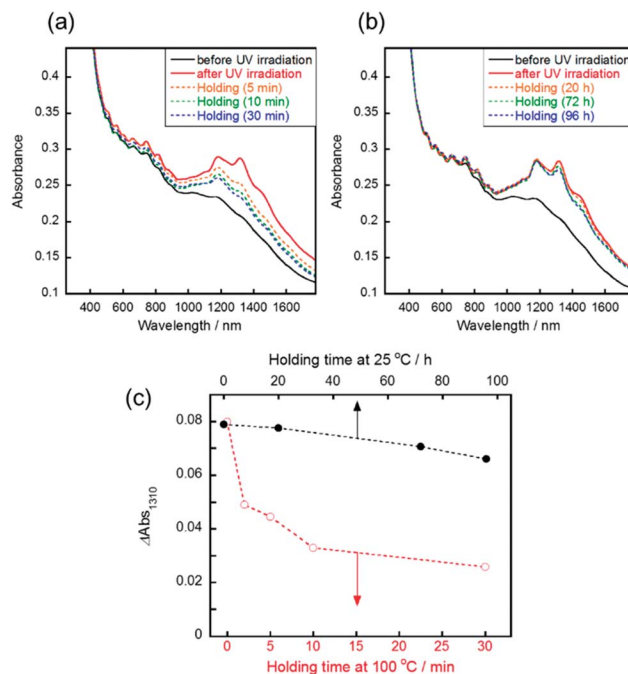 (a)
(b)
before UV irradiation
after UV irradiation
Holding (5 min)
Holding (10 min)
Holding (30 min)
before UV irradiation
after UV irradiation
Holding (20 h)
Holding (72 h)
Holding (96 h)
Absorbance
0.4
0.35
0.3
0.25
0.2
0.15
0.1
400 600 800 1000 1200 1400 1600
Wavelength / nm
Absorbance
0.4
0.35
0.3
0.25
0.2
0.15
0.1
400 600 800 1000 1200 1400 1600
Wavelength / nm
(c)
Holding time at 25 °C / h
0 20 40 60 80 100
ΔAbs1310
0.08
0.06
0.04
0.02
0
0 5 10 15 20 25 30
Holding time at 100 °C / min